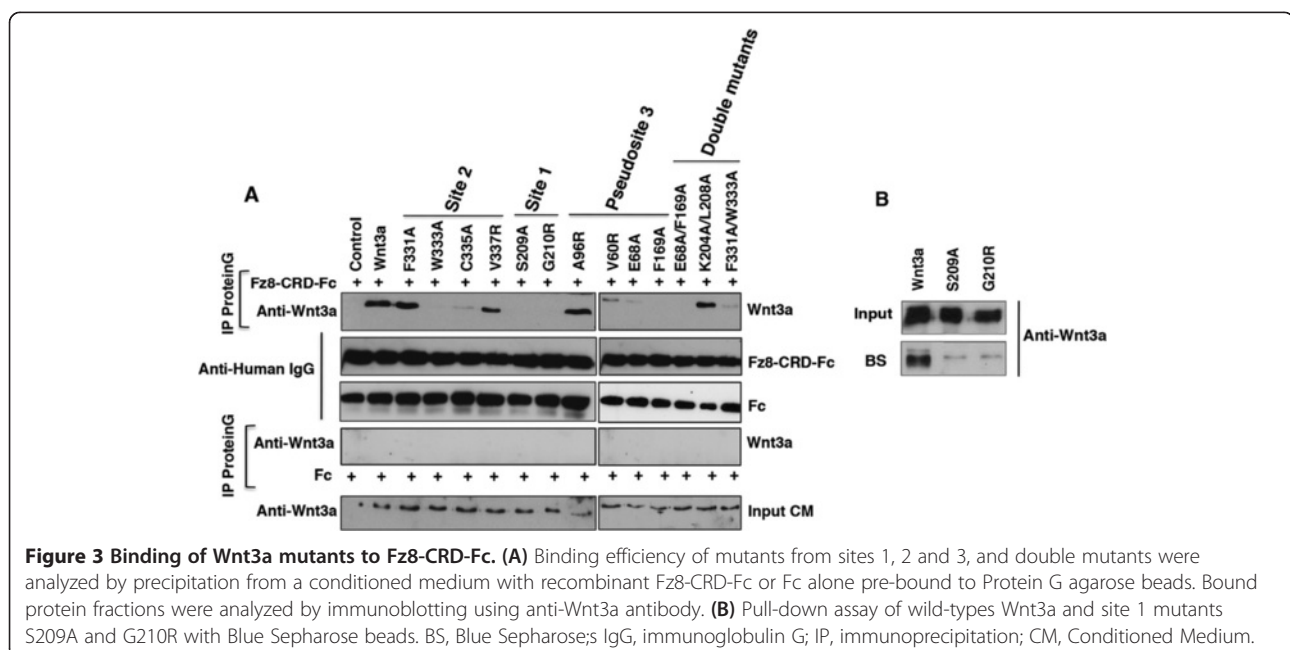 A
Site 2
Site 1
Pseudosite 3
Double mutants
Control
Wnt3a
F331A
W333A
C335A
V337R
S209A
G210R
A96R
V60R
E68A
F169A
E68A/F169A
K204A/L208A
F331A/W333A
IP ProteinG
Fz8-CRD-Fc + + + + + + + + + + + + + + +
Anti-Wnt3a Wnt3a
Anti-Human IgG
Fz8-CRD-Fc
Fc
IP ProteinG
Anti-Wnt3a Wnt3a
Fc + + + + + + + + + + + + + + +
Anti-Wnt3a Input CM
B
Wnt3a
S209A
G210R
Input
BS
Anti-Wnt3a
Figure 3 Binding of Wnt3a mutants to Fz8-CRD-Fc. (A) Binding efficiency of mutants from sites 1, 2 and 3, and double mutants were
analyzed by precipitation from a conditioned medium with recombinant Fz8-CRD-Fc or Fc alone pre-bound to Protein G agarose beads. Bound
protein fractions were analyzed by immunoblotting using anti-Wnt3a antibody. (B) Pull-down assay of wild-types Wnt3a and site 1 mutants
S209A and G210R with Blue Sepharose beads. BS, Blue Sepharose;s IgG, immunoglobulin G; IP, immunoprecipitation; CM, Conditioned Medium.